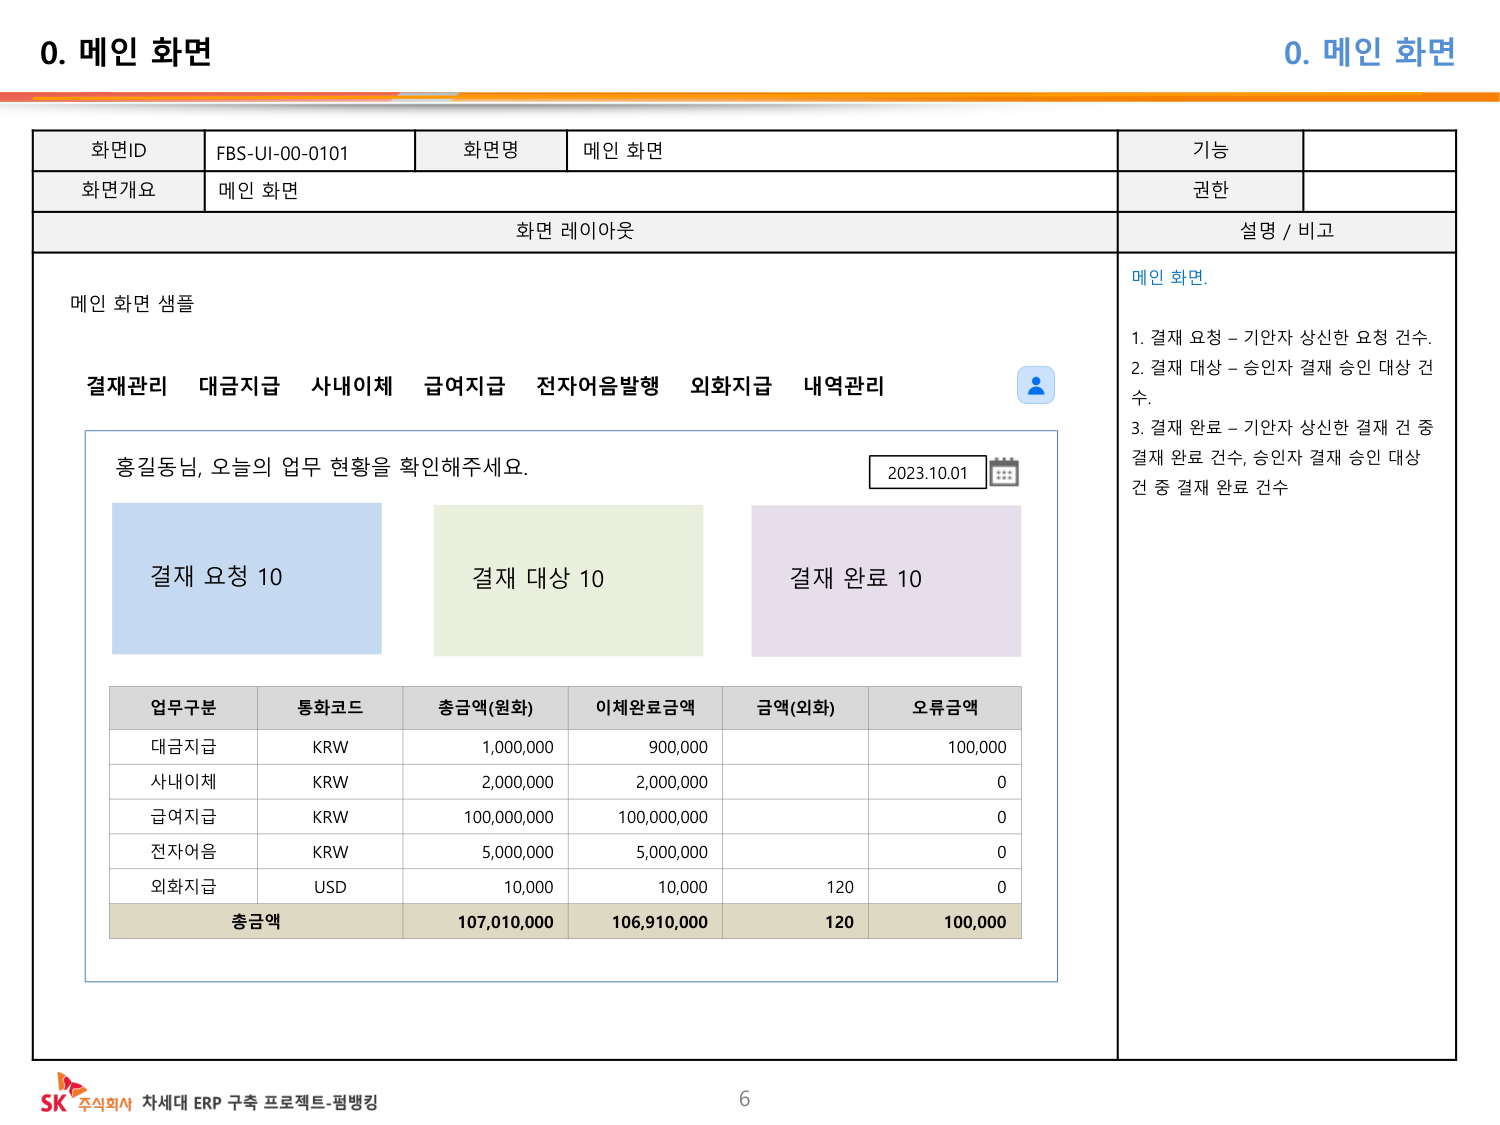 0. 메인 화면
0. 메인 화면
화면ID FBS-UI-00-0101 화면명 메인 화면 기능
화면개요 메인 화면 권한
화면 레이아웃 설명 / 비고
메인 화면 샘플
결재관리 대금지급 사내이체 급여지급 전자어음발행 외화지급 내역관리
홍길동님, 오늘의 업무 현황을 확인해주세요.
2023.10.01
결재 요청 10
결재 대상 10
결재 완료 10
업무구분 통화코드 총금액(원화) 이체완료금액 금액(외화) 오류금액
대금지급 KRW 1,000,000 900,000 100,000
사내이체 KRW 2,000,000 2,000,000 0
급여지급 KRW 100,000,000 100,000,000 0
전자어음 KRW 5,000,000 5,000,000 0
외화지급 USD 10,000 10,000 120 0
총금액 107,010,000 106,910,000 120 100,000
메인 화면.
1. 결재 요청 – 기안자 상신한 요청 건수.
2. 결재 대상 – 승인자 결재 승인 대상 건
수.
3. 결재 완료 – 기안자 상신한 결재 건 중
결재 완료 건수, 승인자 결재 승인 대상
건 중 결재 완료 건수
SK 주식회사 차세대 ERP 구축 프로젝트-펌뱅킹
6